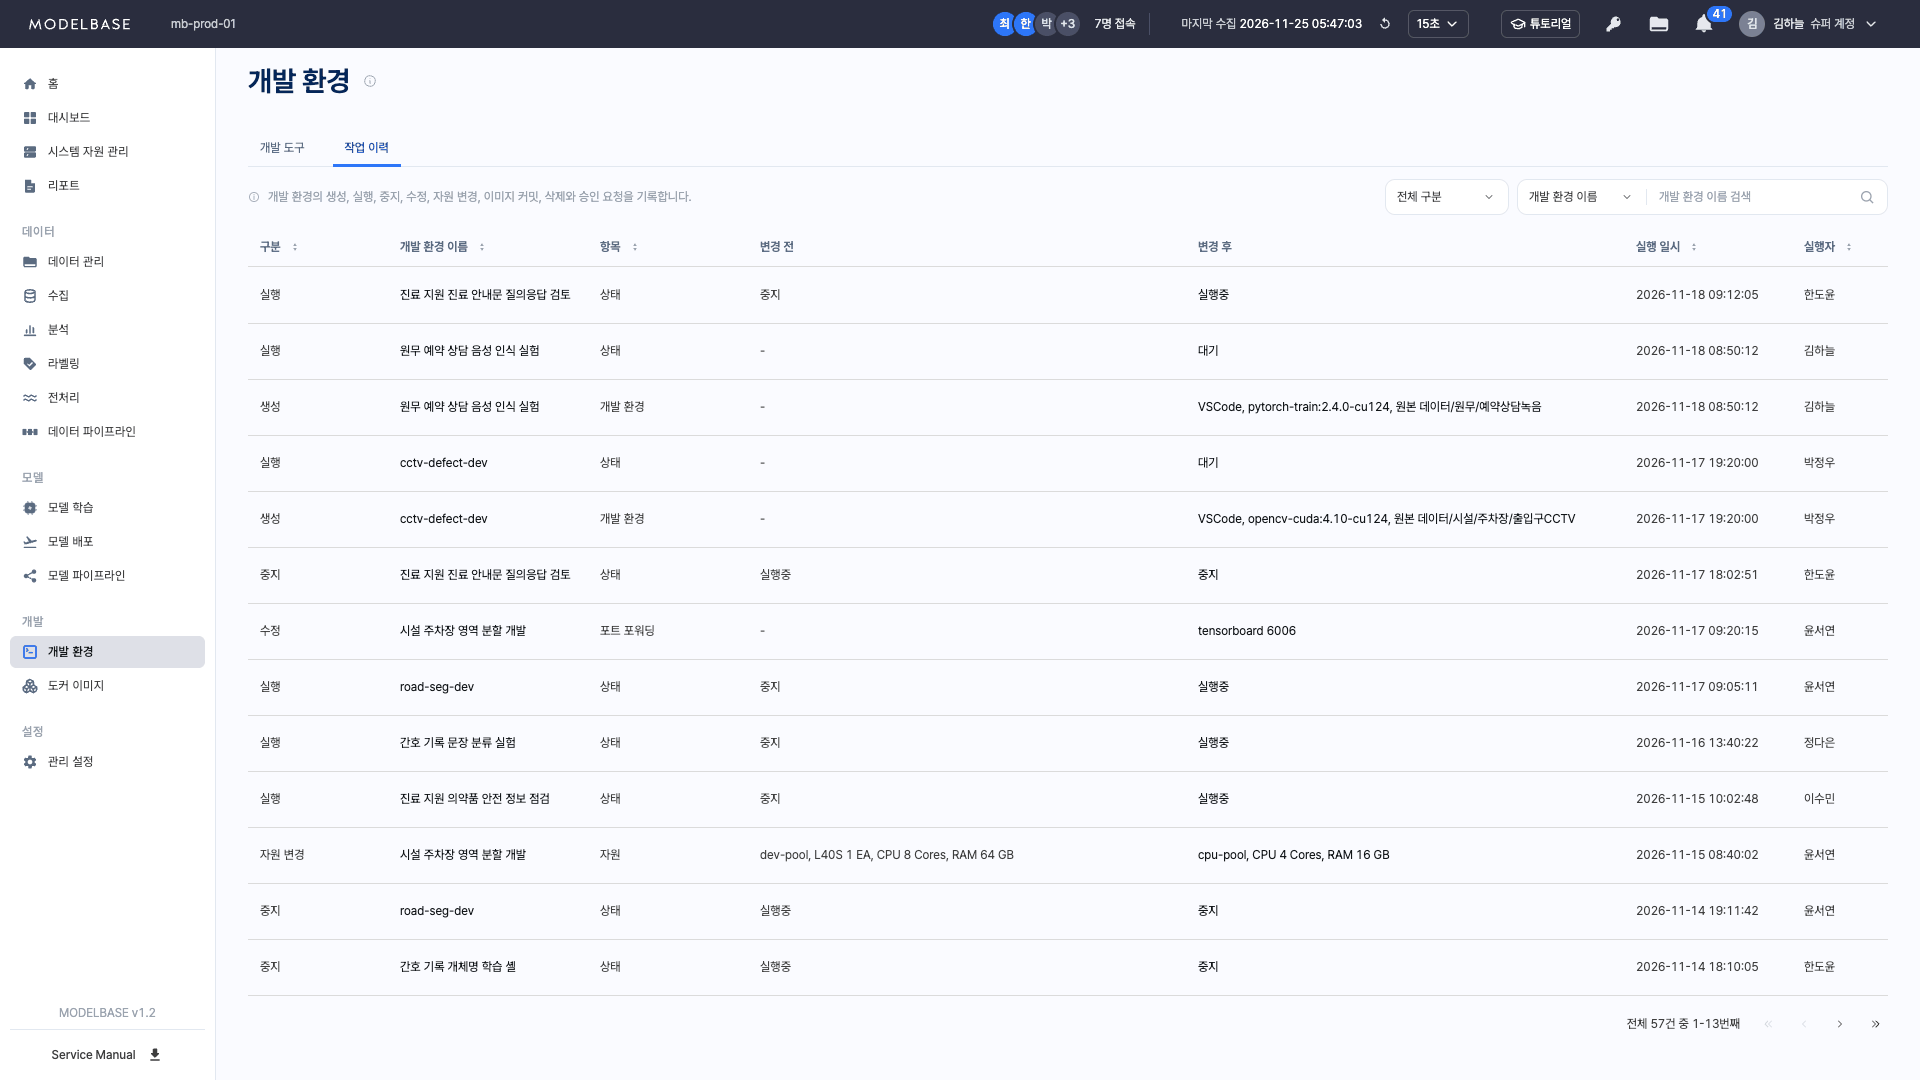 MODELBASE
mb-prod-01
최 한 박 +3 7명 접속
마지막 수집 2026-11-25 05:47:03
15초
튜토리얼
41
김 김하늘 슈퍼 계정
홈
대시보드
시스템 자원 관리
리포트
데이터
데이터 관리
수집
분석
라벨링
전처리
데이터 파이프라인
모델
모델 학습
모델 배포
모델 파이프라인
개발
개발 환경
도커 이미지
설정
관리 설정
MODELBASE v1.2
Service Manual
개발 환경
개발 도구 작업 이력
개발 환경의 생성, 실행, 중지, 수정, 자원 변경, 이미지 커밋, 삭제와 승인 요청을 기록합니다.
전체 구분 개발 환경 이름 개발 환경 이름 검색
구분 개발 환경 이름 항목 변경 전 변경 후 실행 일시 실행자
실행 진료 지원 진료 안내문 질의응답 검토 상태 중지 실행중 2026-11-18 09:12:05 한도윤
실행 원무 예약 상담 음성 인식 실험 상태 - 대기 2026-11-18 08:50:12 김하늘
생성 원무 예약 상담 음성 인식 실험 개발 환경 - VSCode, pytorch-train:2.4.0-cu124, 원본 데이터/원무/예약상담녹음 2026-11-18 08:50:12 김하늘
실행 cctv-defect-dev 상태 - 대기 2026-11-17 19:20:00 박정우
생성 cctv-defect-dev 개발 환경 - VSCode, opencv-cuda:4.10-cu124, 원본 데이터/시설/주차장/출입구CCTV 2026-11-17 19:20:00 박정우
중지 진료 지원 진료 안내문 질의응답 검토 상태 실행중 중지 2026-11-17 18:02:51 한도윤
수정 시설 주차장 영역 분할 개발 포트 포워딩 - tensorboard 6006 2026-11-17 09:20:15 윤서연
실행 road-seg-dev 상태 중지 실행중 2026-11-17 09:05:11 윤서연
실행 간호 기록 문장 분류 실험 상태 중지 실행중 2026-11-16 13:40:22 정다은
실행 진료 지원 의약품 안전 정보 점검 상태 중지 실행중 2026-11-15 10:02:48 이수민
자원 변경 시설 주차장 영역 분할 개발 자원 dev-pool, L40S 1 EA, CPU 8 Cores, RAM 64 GB cpu-pool, CPU 4 Cores, RAM 16 GB 2026-11-15 08:40:02 윤서연
중지 road-seg-dev 상태 실행중 중지 2026-11-14 19:11:42 윤서연
중지 간호 기록 개체명 학습 셸 상태 실행중 중지 2026-11-14 18:10:05 한도윤
전체 57건 중 1-13번째